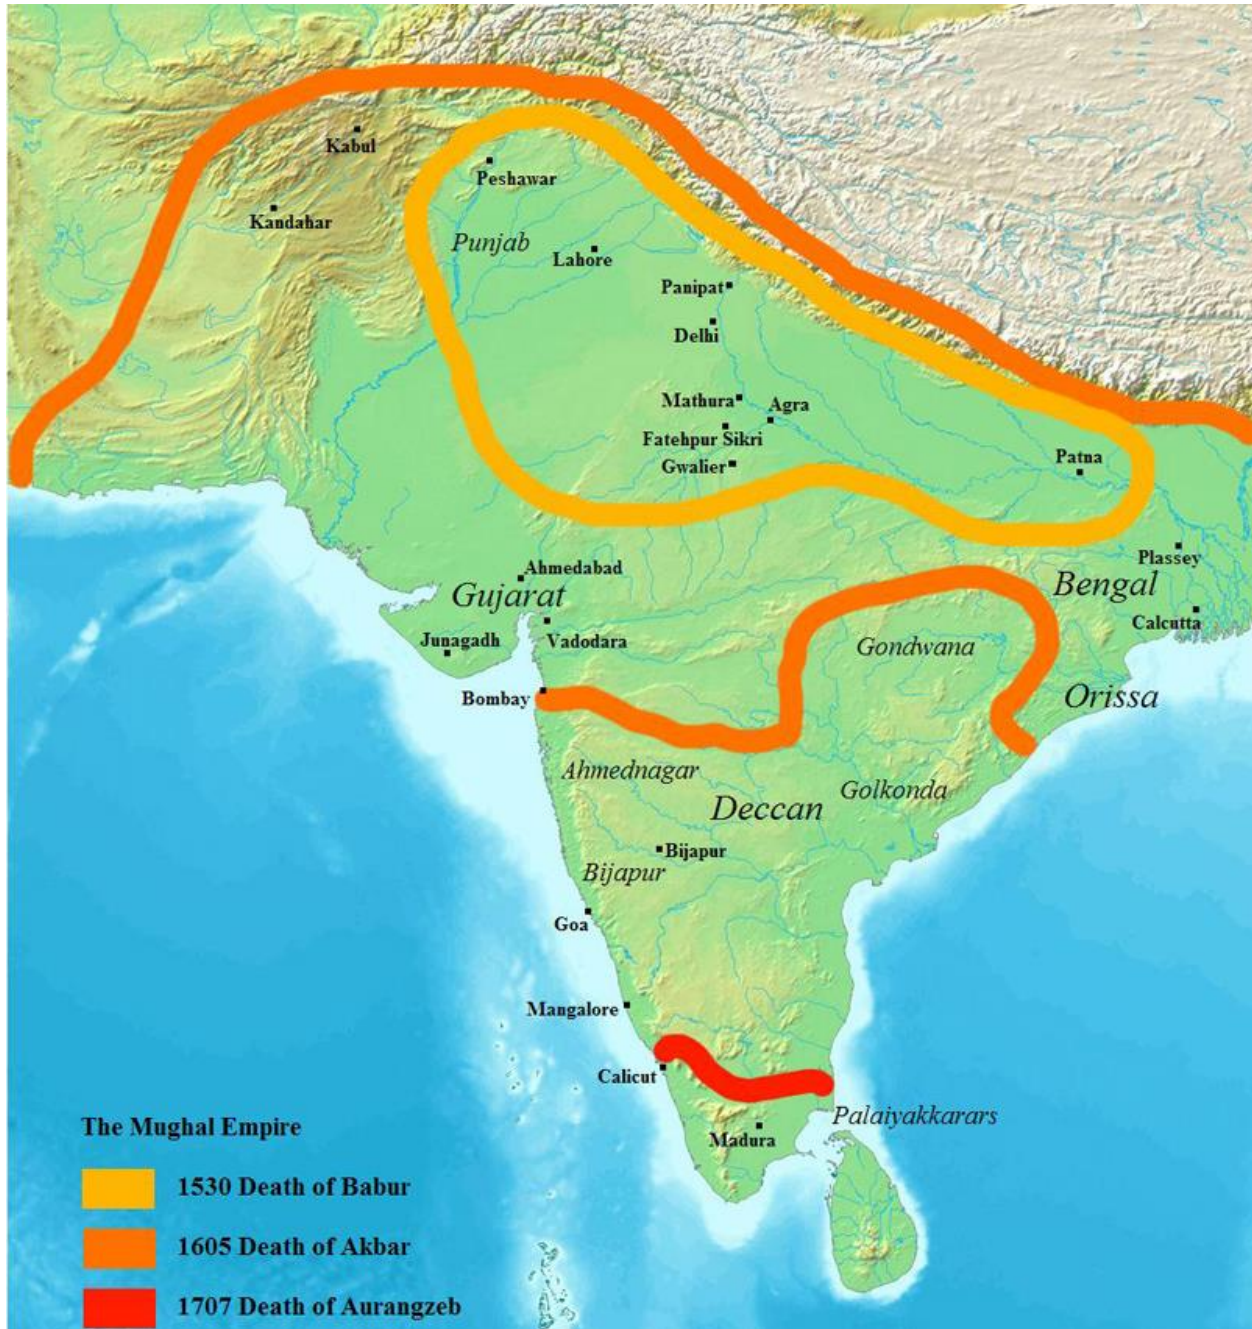 Kabul
Peshawar
Kandahar
Punjab
Lahore
Panipat
Delhi
Mathura
Agra
Fatehpur Sikri
Gwalier
Patna
Plassey
Ahmedabad
Gujarat
Bengal
Calcutta
Junagadh
Vadodara
Gondwana
Bombay
Orissa
Ahmednagar
Golkonda
Deccan
Bijapur
Bijapur
Goa
Mangalore
Calicut
Palaiyakkarars
Madura
The Mughal Empire
1530 Death of Babur
1605 Death of Akbar
1707 Death of Aurangzeb